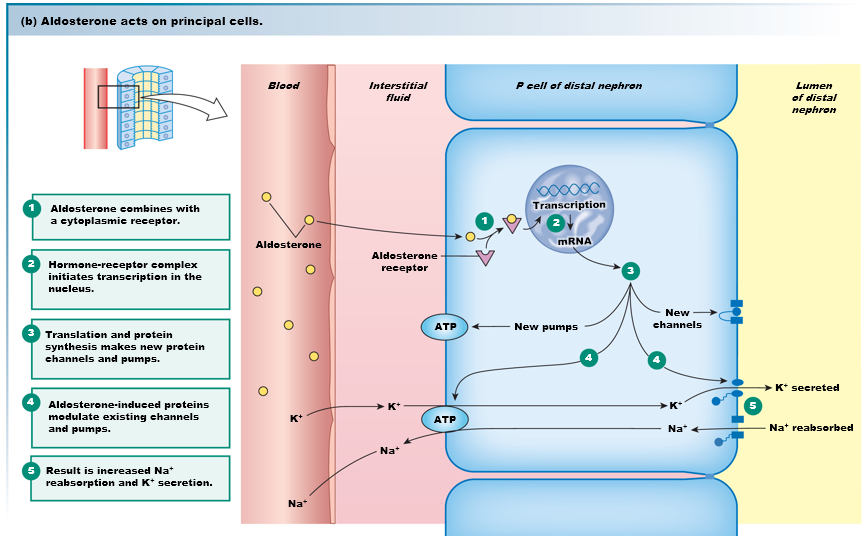 (b) Aldosterone acts on principal cells.
Blood
Interstitial
fluid
P cell of distal nephron
Lumen
of distal
nephron
1 Aldosterone combines with
a cytoplasmic receptor.
2 Hormone-receptor complex
initiates transcription in the
nucleus.
3 Translation and protein
synthesis makes new protein
channels and pumps.
4 Aldosterone-induced proteins
modulate existing channels
and pumps.
5 Result is increased Na⁺
reabsorption and K⁺ secretion.
Aldosterone
1
Transcription
2
mRNA
Aldosterone
receptor
3
ATP
New pumps
New
channels
4
4
K⁺
K⁺
ATP
K⁺
K⁺ secreted
5
Na⁺
Na⁺ reabsorbed
Na⁺
Na⁺